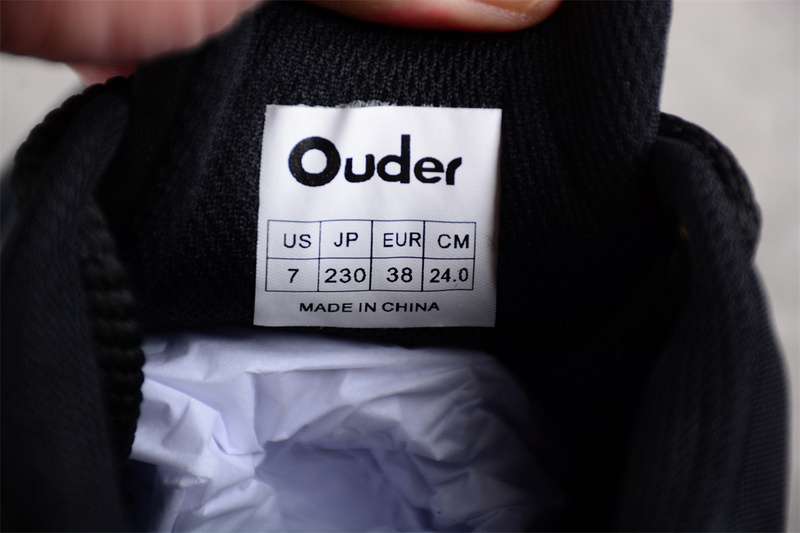 Ouder
US JP EUR CM
7 230 38 24.0
MADE IN CHINA